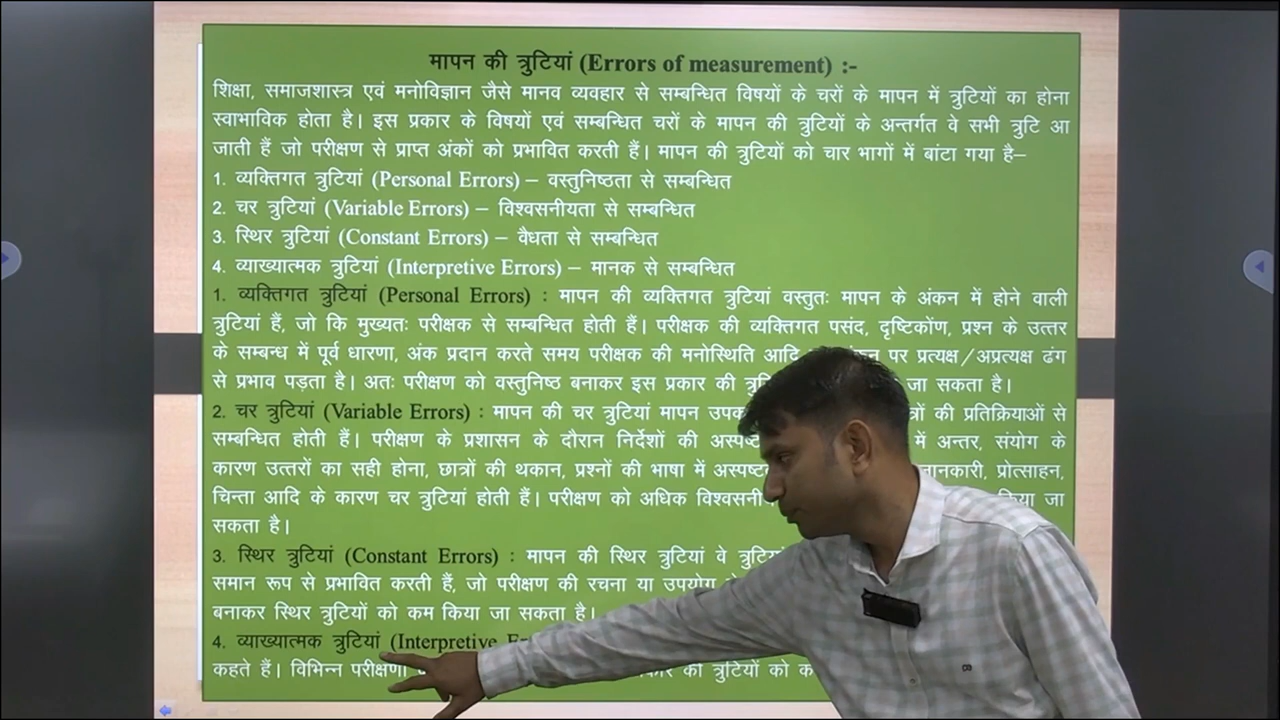 मापन की त्रुटियां (Errors of measurement) :-
शिक्षा, समाजशास्त्र एवं मनोविज्ञान जैसे मानव व्यवहार से सम्बन्धित विषयों के चरों के मापन में त्रुटियों का होना
स्वाभाविक होता है। इस प्रकार के विषयों एवं सम्बन्धित चरों के मापन की त्रुटियों के अन्तर्गत वे सभी त्रुटि आ
जाती हैं जो परीक्षण से प्राप्त अंकों को प्रभावित करती हैं। मापन की त्रुटियों को चार भागों में बांटा गया है–
1. व्यक्तिगत त्रुटियां (Personal Errors) – वस्तुनिष्ठता से सम्बन्धित
2. चर त्रुटियां (Variable Errors) – विश्वसनीयता से सम्बन्धित
3. स्थिर त्रुटियां (Constant Errors) – वैधता से सम्बन्धित
4. व्याख्यात्मक त्रुटियां (Interpretive Errors) – मानक से सम्बन्धित
1. व्यक्तिगत त्रुटियां (Personal Errors) : मापन की व्यक्तिगत त्रुटियां वस्तुतः मापन के अंकन में होने वाली
त्रुटियां हैं, जो कि मुख्यतः परीक्षक से सम्बन्धित होती हैं। परीक्षक की व्यक्तिगत पसंद, दृष्टिकोंण, प्रश्न के उत्तर
के सम्बन्ध में पूर्व धारणा, अंक प्रदान करते समय परीक्षक की मनोस्थिति आदि पर प्रत्यक्ष/अप्रत्यक्ष ढंग
से प्रभाव पड़ता है। अतः परीक्षण को वस्तुनिष्ठ बनाकर इस प्रकार की जा सकता है।
2. चर त्रुटियां (Variable Errors) : मापन की चर त्रुटियां मापन की प्रतिक्रियाओं से
सम्बन्धित होती हैं। परीक्षण के प्रशासन के दौरान निर्देशों की में अन्तर, संयोग के
कारण उत्तरों का सही होना, छात्रों की थकान, प्रश्नों की भाषा में प्रोत्साहन,
चिन्ता आदि के कारण चर त्रुटियां होती हैं। परीक्षण को अधिक जा
सकता है।
3. स्थिर त्रुटियां (Constant Errors) : मापन की स्थिर त्रुटियां वे
समान रूप से प्रभावित करती हैं, जो परीक्षण की रचना या उपयोग
बनाकर स्थिर त्रुटियों को कम किया जा सकता है।
4. व्याख्यात्मक त्रुटियां (Interpretive
कहते हैं। विभिन्न की त्रुटियों को